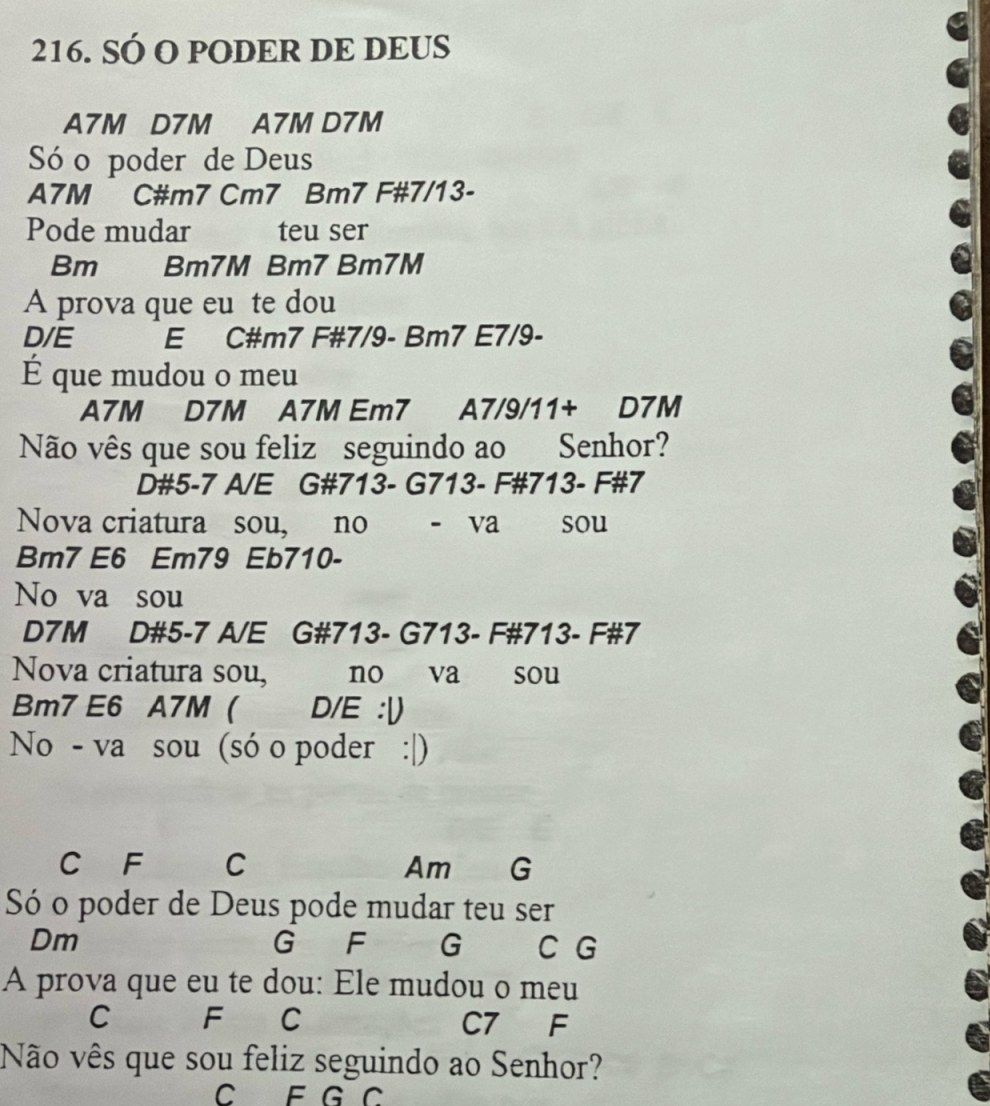 216. SÓ O PODER DE DEUS
A7M D7M A7M D7M
Só o poder de Deus
A7M C#m7 Cm7 Bm7 F#7/13-
Pode mudar teu ser
Bm Bm7M Bm7 Bm7M
A prova que eu te dou
D/E E C#m7 F#7/9- Bm7 E7/9-
É que mudou o meu
A7M D7M A7M Em7 A7/9/11+ D7M
Não vês que sou feliz seguindo ao Senhor?
D#5-7 A/E G#713- G713- F#713- F#7
Nova criatura sou, no - va sou
Bm7 E6 Em79 Eb710-
No va sou
D7M D#5-7 A/E G#713- G713- F#713- F#7
Nova criatura sou, no va sou
Bm7 E6 A7M ( D/E :|)
No - va sou (só o poder :|)
C F C Am G
Só o poder de Deus pode mudar teu ser
Dm G F G C G
A prova que eu te dou: Ele mudou o meu
C F C C7 F
Não vês que sou feliz seguindo ao Senhor?
C F G C